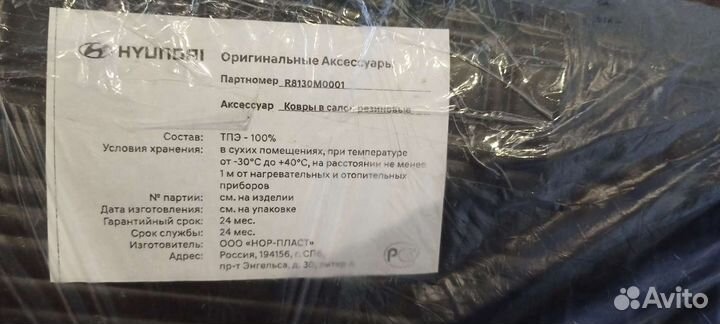 HYUNDAI Оригинальные Аксессуары
Партномер R8130M0001
Аксессуар Ковры в салон резиновые
Состав: ТПЭ - 100%
Условия хранения: в сухих помещениях, при температуре
от -30°С до +40°С, на расстоянии не менее
1 м от нагревательных и отопительных
приборов
№ партии: см. на изделии
Дата изготовления: см. на упаковке
Гарантийный срок: 24 мес.
Срок службы: 24 мес.
Изготовитель: ООО «НОР-ПЛАСТ»
Адрес: Россия, 194156, г. СПб,
пр-т Энгельса, д. 30, литер А
РСТ
Avito